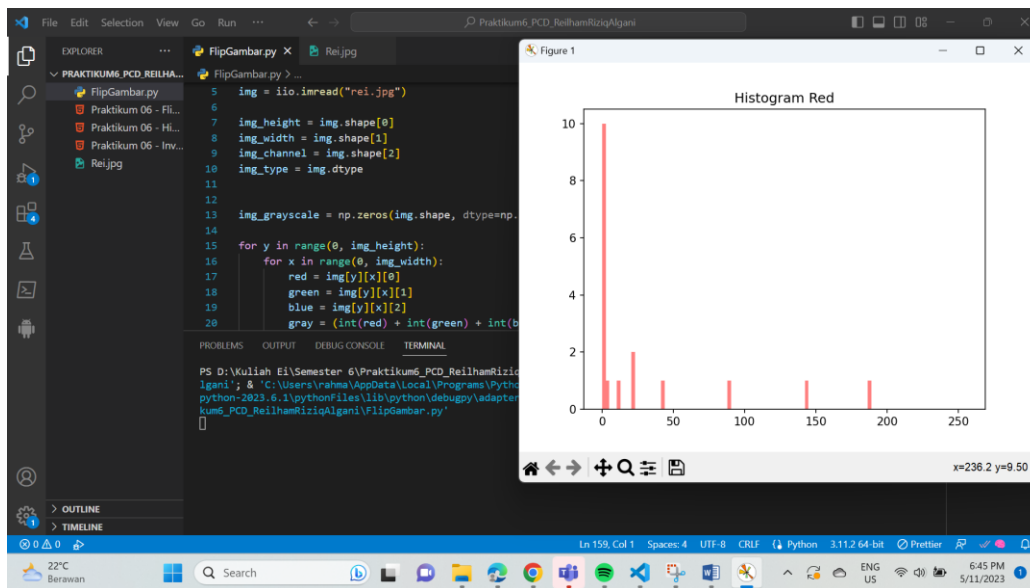 File Edit Selection View Go Run ··· Praktikum6_PCD_ReilhamRiziqAlgani
EXPLORER ···
PRAKTIKUM6_PCD_REILHA...
FlipGambar.py
Praktikum 06 - Fli...
Praktikum 06 - Hi...
Praktikum 06 - Inv...
Rei.jpg
1
4
1
OUTLINE
TIMELINE
FlipGambar.py Rei.jpg
FlipGambar.py > ...
5 img = iio.imread("rei.jpg")
6
7 img_height = img.shape[0]
8 img_width = img.shape[1]
9 img_channel = img.shape[2]
10 img_type = img.dtype
11
12
13 img_grayscale = np.zeros(img.shape, dtype=np.
14
15 for y in range(0, img_height):
16 for x in range(0, img_width):
17 red = img[y][x][0]
18 green = img[y][x][1]
19 blue = img[y][x][2]
20 gray = (int(red) + int(green) + int(b
PROBLEMS OUTPUT DEBUG CONSOLE TERMINAL
PS D:\Kuliah Ei\Semester 6\Praktikum6_PCD_ReilhamRiziq
lgani'; & 'C:\Users\rahma\AppData\Local\Programs\Pytho
python-2023.6.1\pythonFiles\lib\python\debugpy\adapter
kum6_PCD_ReilhamRiziqAlgani\FlipGambar.py'
Figure 1
Histogram Red
10
8
6
4
2
0
0 50 100 150 200 250
x=236.2 y=9.50
0 0 Ln 159, Col 1 Spaces: 4 UTF-8 CRLF Python 3.11.2 64-bit Prettier
22°C
Berawan
Search
ENG
US
6:45 PM
5/11/2023
1